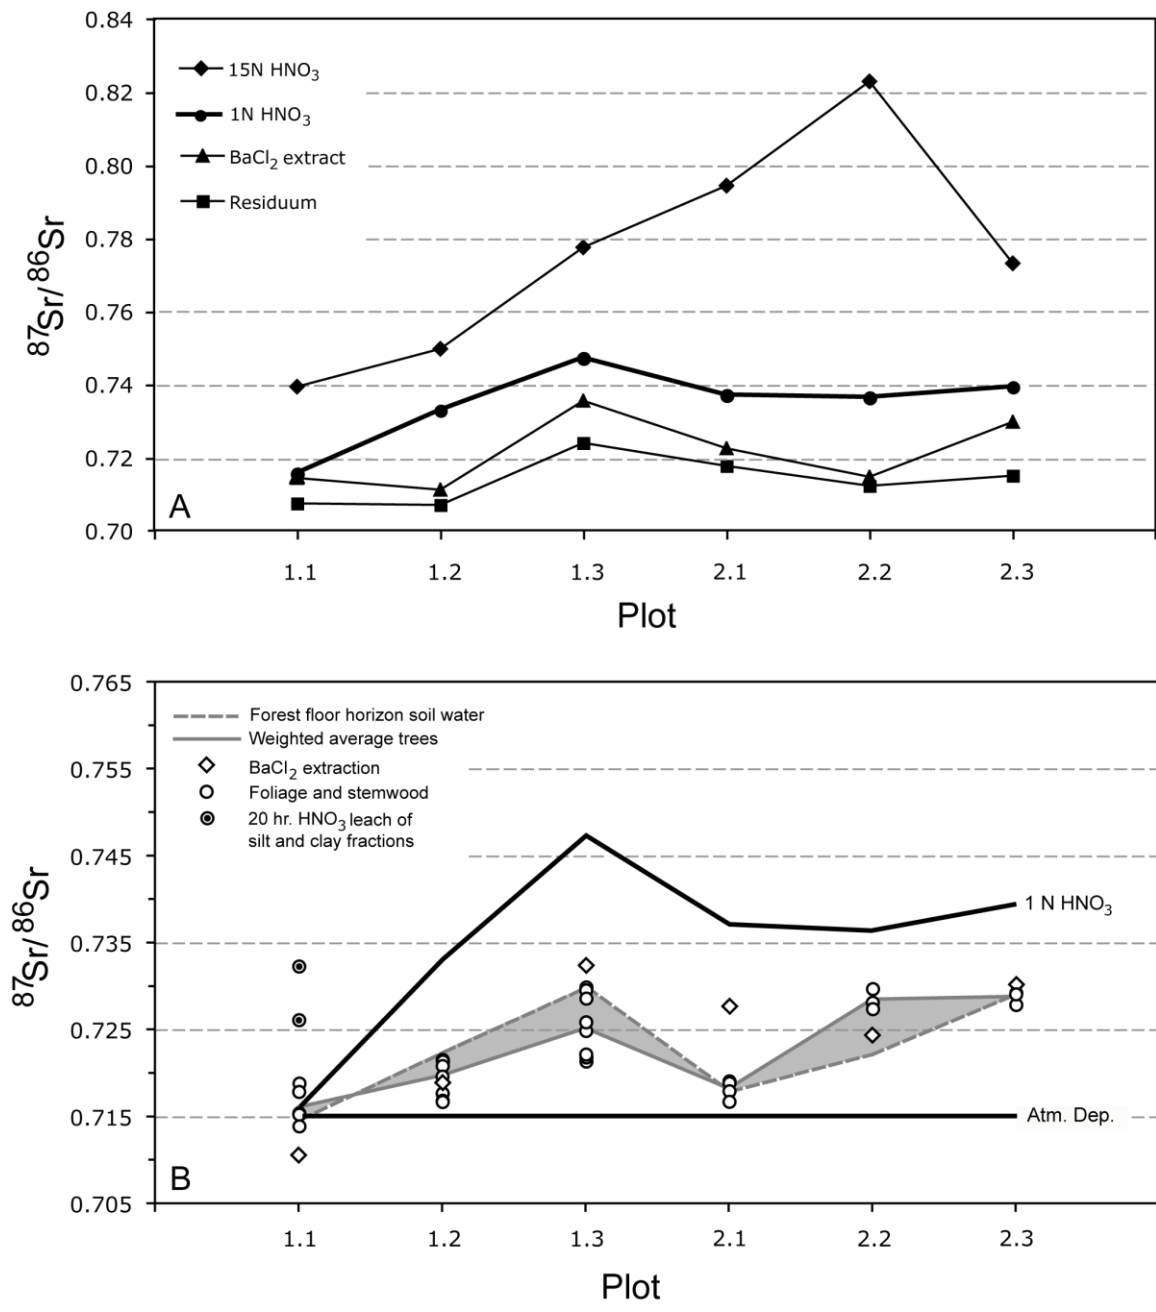 0.84
0.82
0.80
0.78
0.76
0.74
0.72
0.70
87Sr/86Sr
15N HNO3
1N HNO3
BaCl2 extract
Residuum
A
1.1 1.2 1.3 2.1 2.2 2.3
Plot
0.765
0.755
0.745
0.735
0.725
0.715
0.705
87Sr/86Sr
Forest floor horizon soil water
Weighted average trees
BaCl2 extraction
Foliage and stemwood
20 hr. HNO3 leach of
silt and clay fractions
1 N HNO3
Atm. Dep.
B
1.1 1.2 1.3 2.1 2.2 2.3
Plot